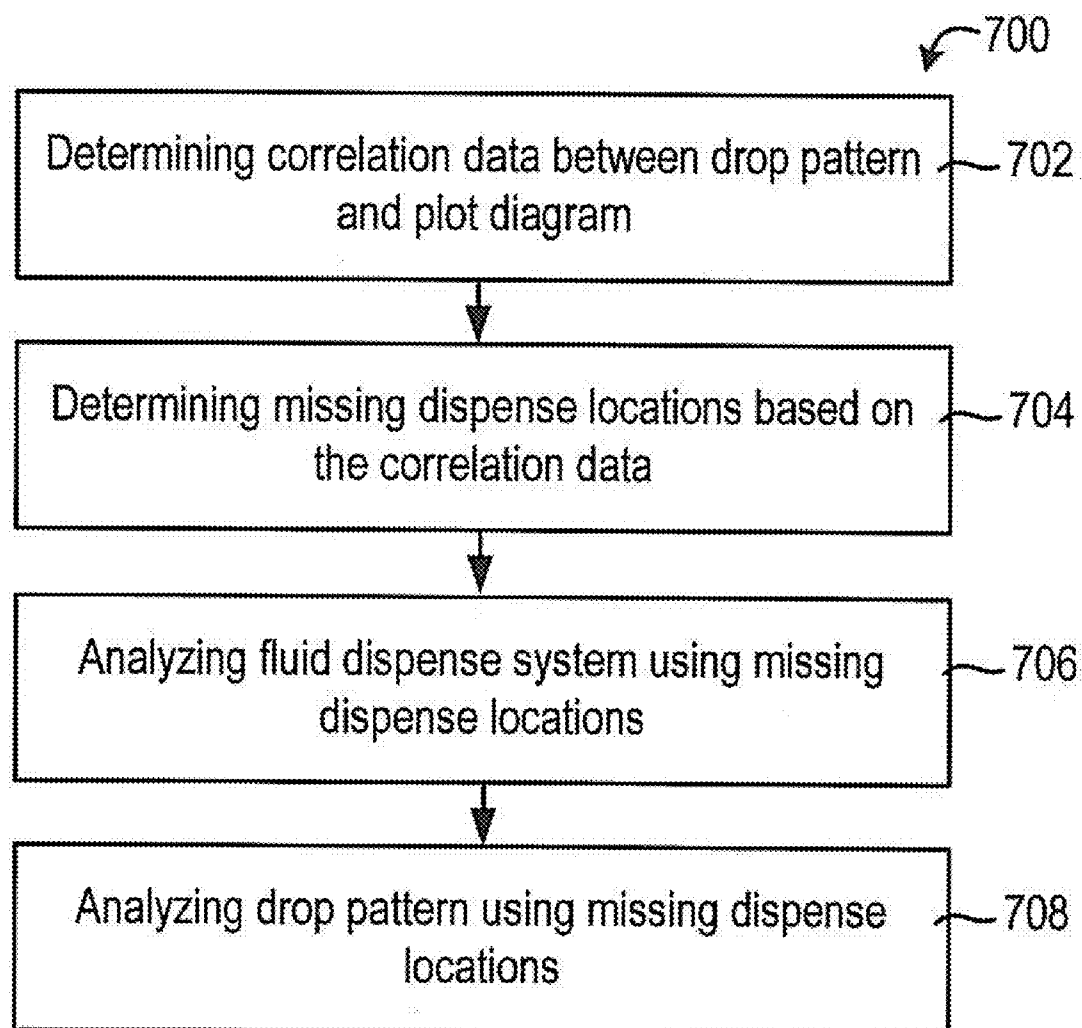 700
Determining correlation data between drop pattern
and plot diagram
702
Determining missing dispense locations based on
the correlation data
704
Analyzing fluid dispense system using missing
dispense locations
706
Analyzing drop pattern using missing dispense
locations
708